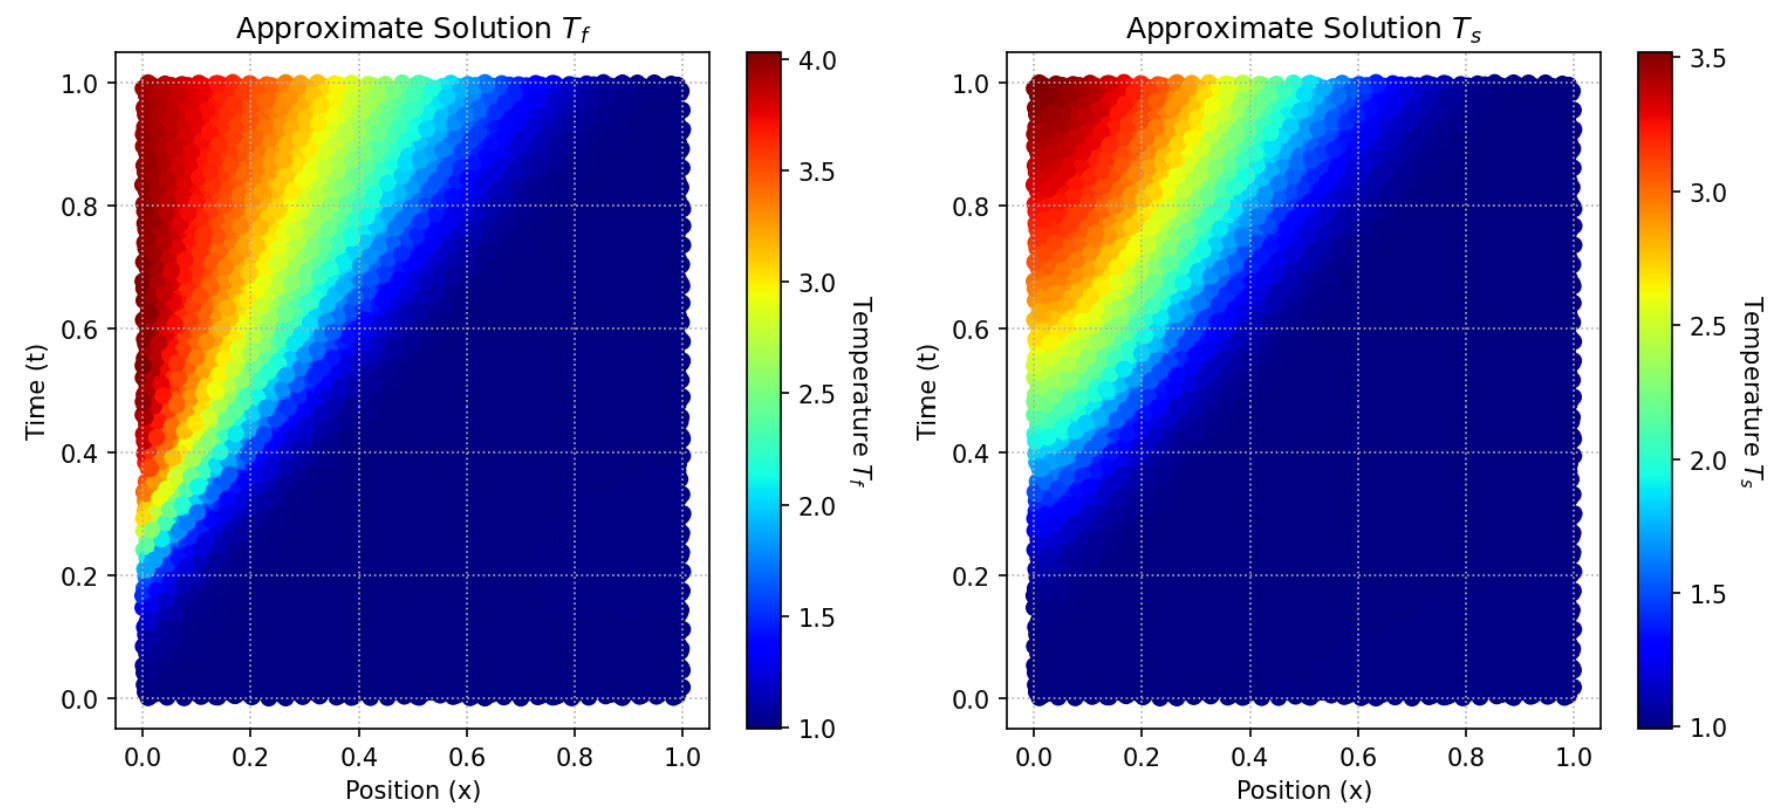 Approximate Solution T_f
1.0
0.8
0.6
0.4
0.2
0.0
Time (t)
0.0 0.2 0.4 0.6 0.8 1.0
Position (x)
4.0
3.5
3.0
2.5
2.0
1.5
1.0
Temperature T_f
Approximate Solution T_s
1.0
0.8
0.6
0.4
0.2
0.0
Time (t)
0.0 0.2 0.4 0.6 0.8 1.0
Position (x)
3.5
3.0
2.5
2.0
1.5
1.0
Temperature T_s